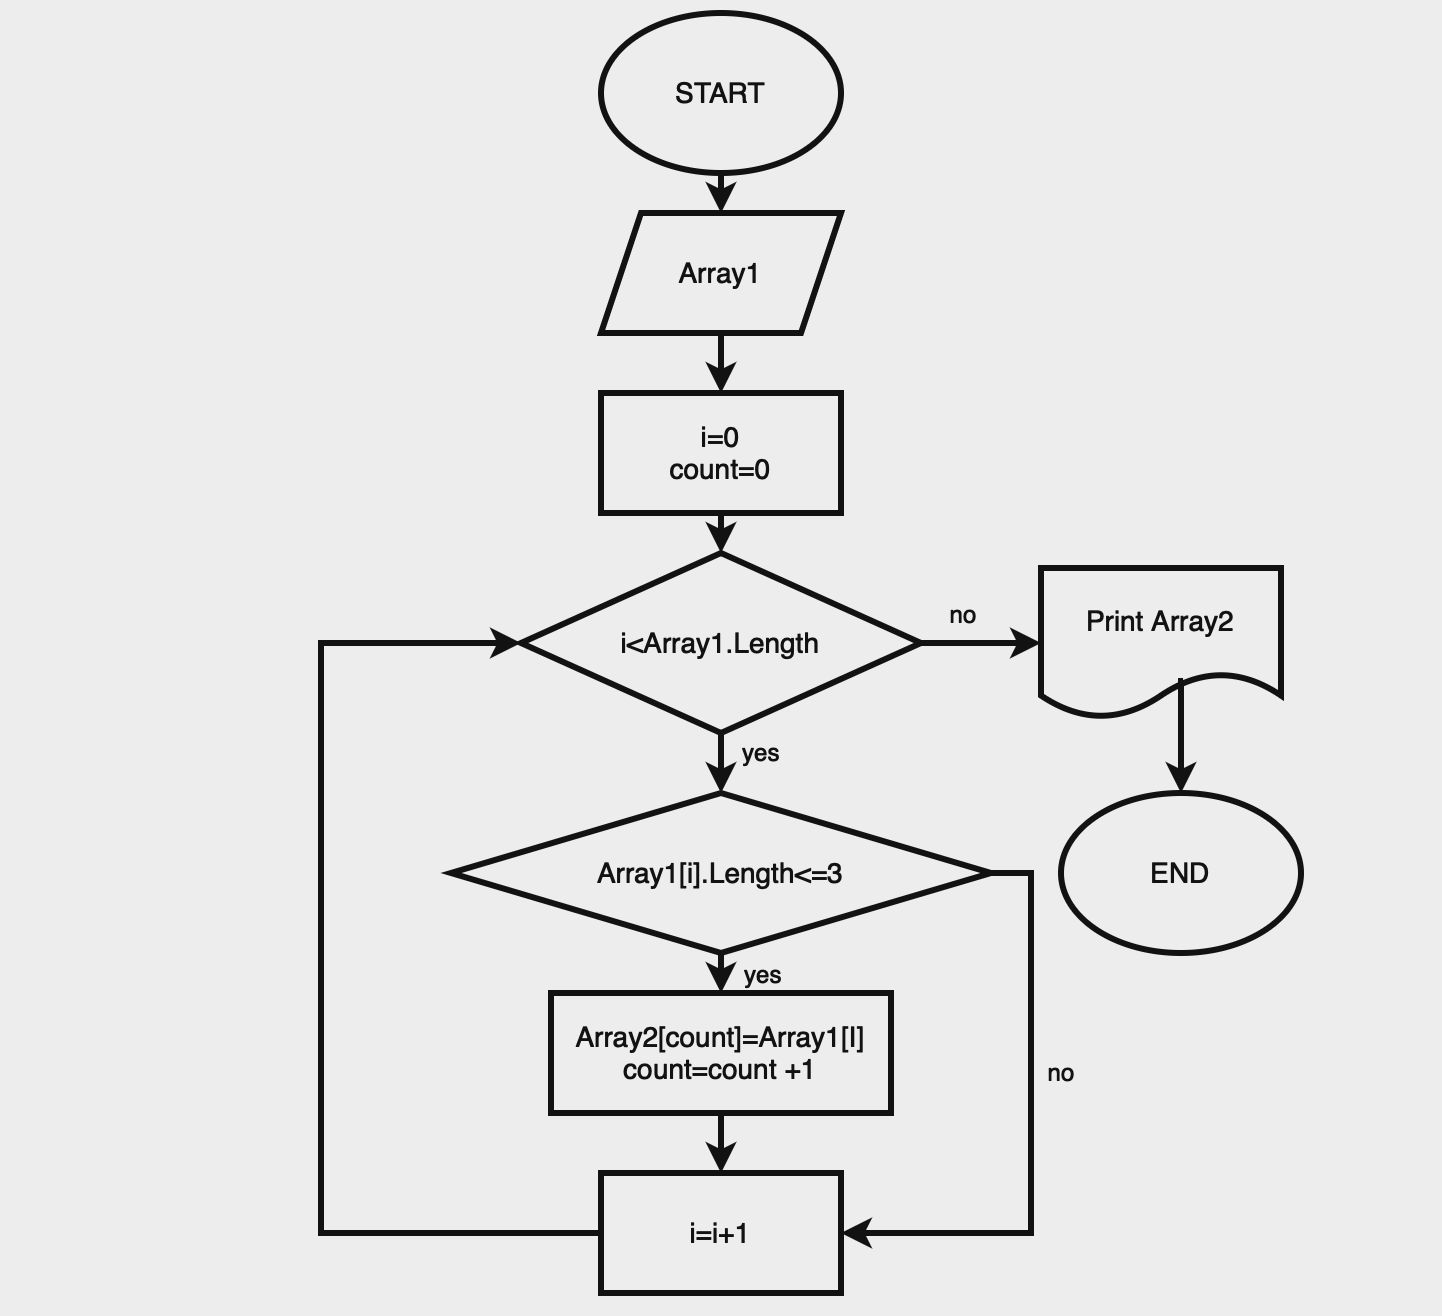 START
Array1
i=0
count=0
i<Array1.Length
no
Print Array2
yes
Array1[i].Length<=3
END
yes
Array2[count]=Array1[I]
count=count +1
no
i=i+1